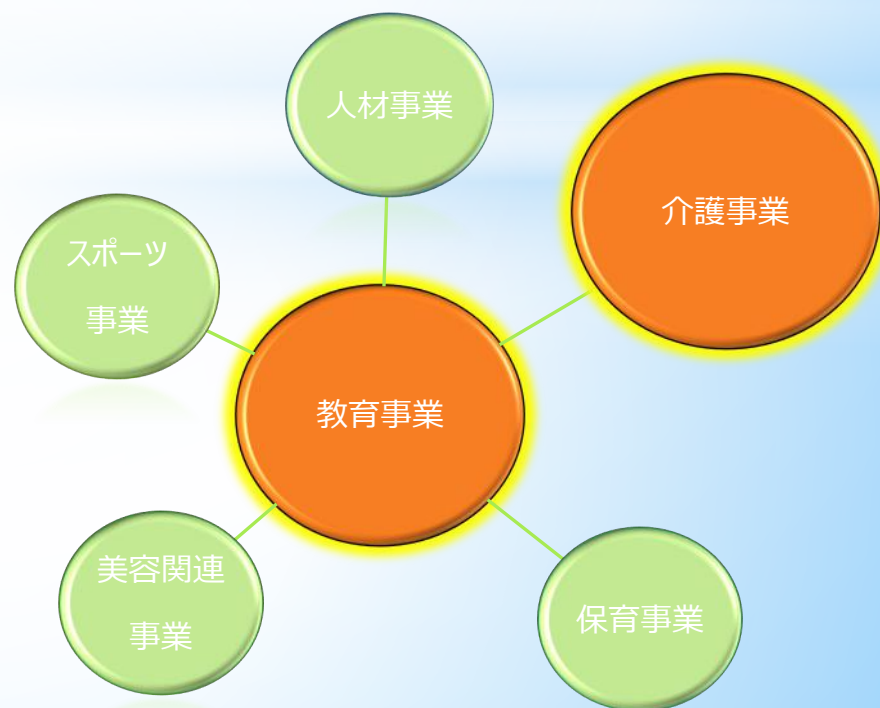 人材事業
介護事業
スポーツ
事業
教育事業
美容関連
事業
保育事業